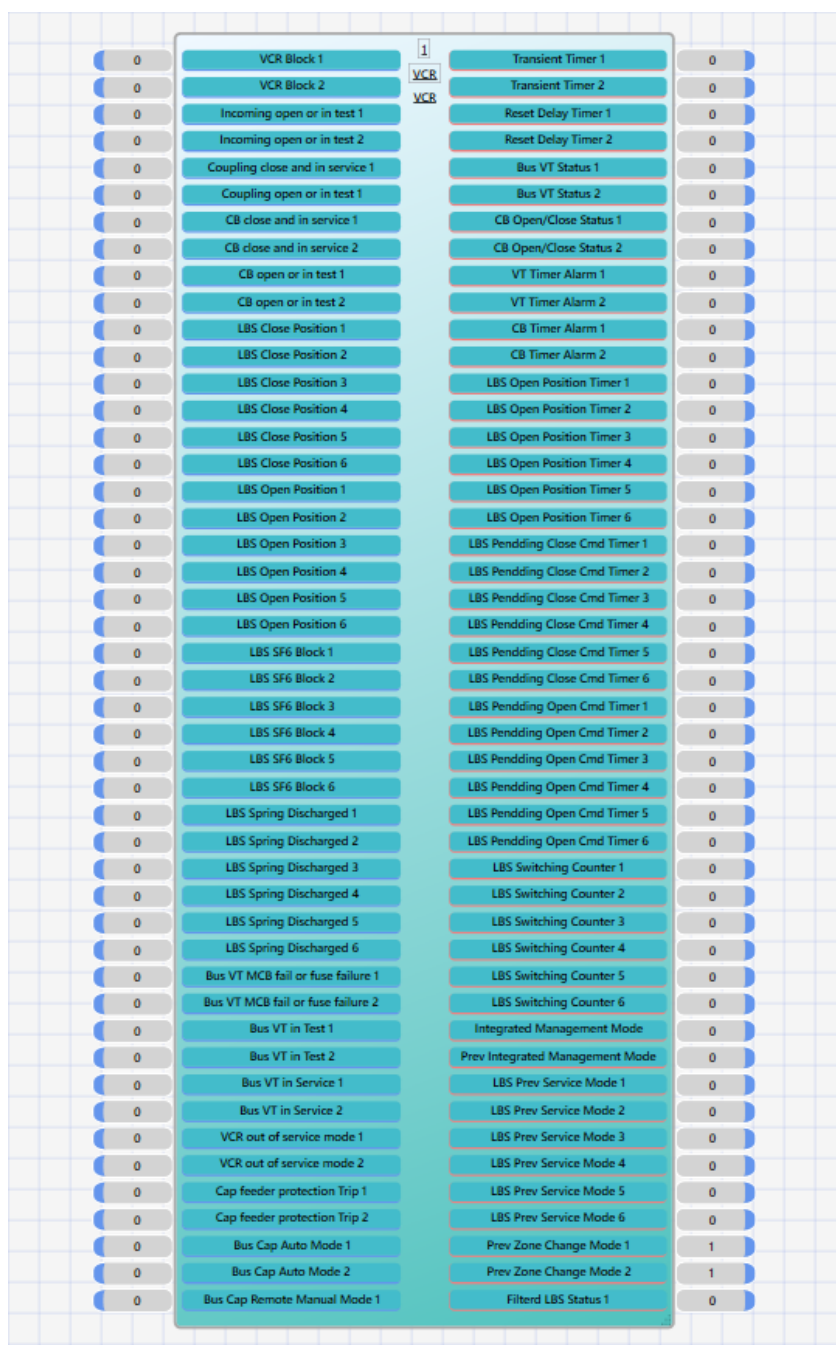 1
VCR
VCR
0 VCR Block 1 Transient Timer 1 0
0 VCR Block 2 Transient Timer 2 0
0 Incoming open or in test 1 Reset Delay Timer 1 0
0 Incoming open or in test 2 Reset Delay Timer 2 0
0 Coupling close and in service 1 Bus VT Status 1 0
0 Coupling open or in test 1 Bus VT Status 2 0
0 CB close and in service 1 CB Open/Close Status 1 0
0 CB close and in service 2 CB Open/Close Status 2 0
0 CB open or in test 1 VT Timer Alarm 1 0
0 CB open or in test 2 VT Timer Alarm 2 0
0 LBS Close Position 1 CB Timer Alarm 1 0
0 LBS Close Position 2 CB Timer Alarm 2 0
0 LBS Close Position 3 LBS Open Position Timer 1 0
0 LBS Close Position 4 LBS Open Position Timer 2 0
0 LBS Close Position 5 LBS Open Position Timer 3 0
0 LBS Close Position 6 LBS Open Position Timer 4 0
0 LBS Open Position 1 LBS Open Position Timer 5 0
0 LBS Open Position 2 LBS Open Position Timer 6 0
0 LBS Open Position 3 LBS Pendding Close Cmd Timer 1 0
0 LBS Open Position 4 LBS Pendding Close Cmd Timer 2 0
0 LBS Open Position 5 LBS Pendding Close Cmd Timer 3 0
0 LBS Open Position 6 LBS Pendding Close Cmd Timer 4 0
0 LBS SF6 Block 1 LBS Pendding Close Cmd Timer 5 0
0 LBS SF6 Block 2 LBS Pendding Close Cmd Timer 6 0
0 LBS SF6 Block 3 LBS Pendding Open Cmd Timer 1 0
0 LBS SF6 Block 4 LBS Pendding Open Cmd Timer 2 0
0 LBS SF6 Block 5 LBS Pendding Open Cmd Timer 3 0
0 LBS SF6 Block 6 LBS Pendding Open Cmd Timer 4 0
0 LBS Spring Discharged 1 LBS Pendding Open Cmd Timer 5 0
0 LBS Spring Discharged 2 LBS Pendding Open Cmd Timer 6 0
0 LBS Spring Discharged 3 LBS Switching Counter 1 0
0 LBS Spring Discharged 4 LBS Switching Counter 2 0
0 LBS Spring Discharged 5 LBS Switching Counter 3 0
0 LBS Spring Discharged 6 LBS Switching Counter 4 0
0 Bus VT MCB fail or fuse failure 1 LBS Switching Counter 5 0
0 Bus VT MCB fail or fuse failure 2 LBS Switching Counter 6 0
0 Bus VT in Test 1 Integrated Management Mode 0
0 Bus VT in Test 2 Prev Integrated Management Mode 0
0 Bus VT in Service 1 LBS Prev Service Mode 1 0
0 Bus VT in Service 2 LBS Prev Service Mode 2 0
0 VCR out of service mode 1 LBS Prev Service Mode 3 0
0 VCR out of service mode 2 LBS Prev Service Mode 4 0
0 Cap feeder protection Trip 1 LBS Prev Service Mode 5 0
0 Cap feeder protection Trip 2 LBS Prev Service Mode 6 0
0 Bus Cap Auto Mode 1 Prev Zone Change Mode 1 1
0 Bus Cap Auto Mode 2 Prev Zone Change Mode 2 1
0 Bus Cap Remote Manual Mode 1 Filterd LBS Status 1 0